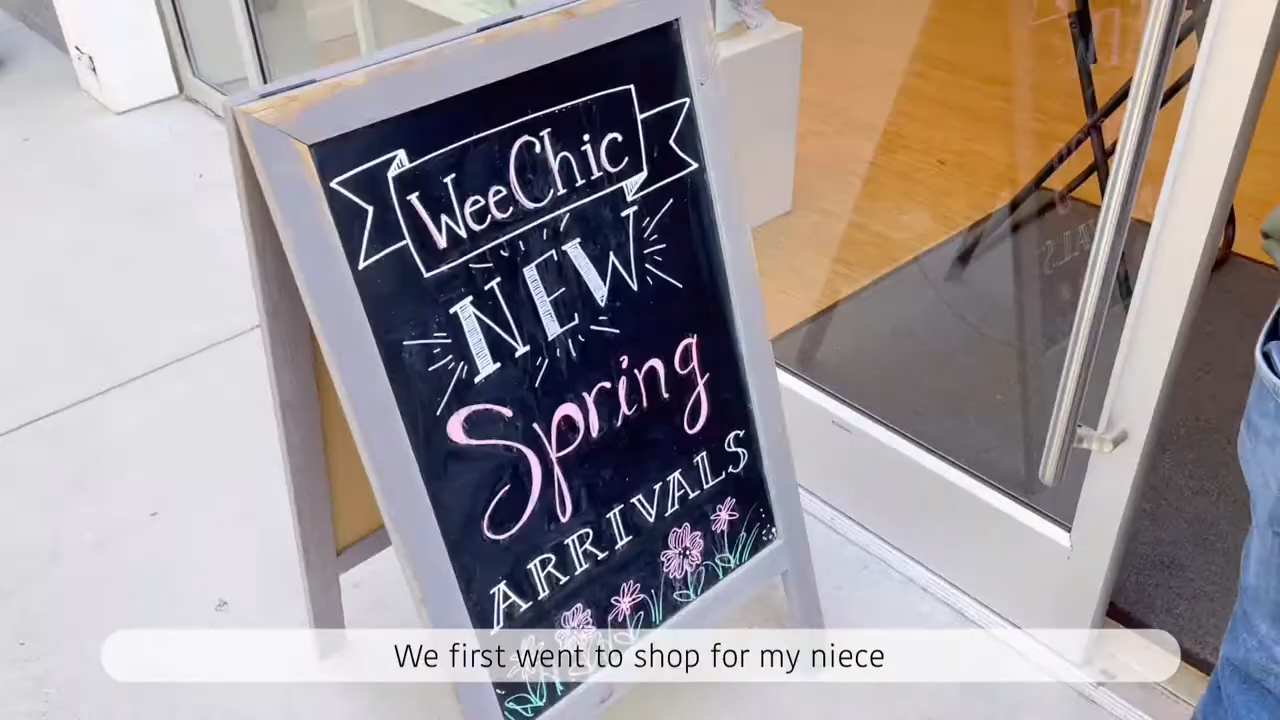 WeeChic
NEW
Spring
ARRIVALS
We first went to shop for my niece